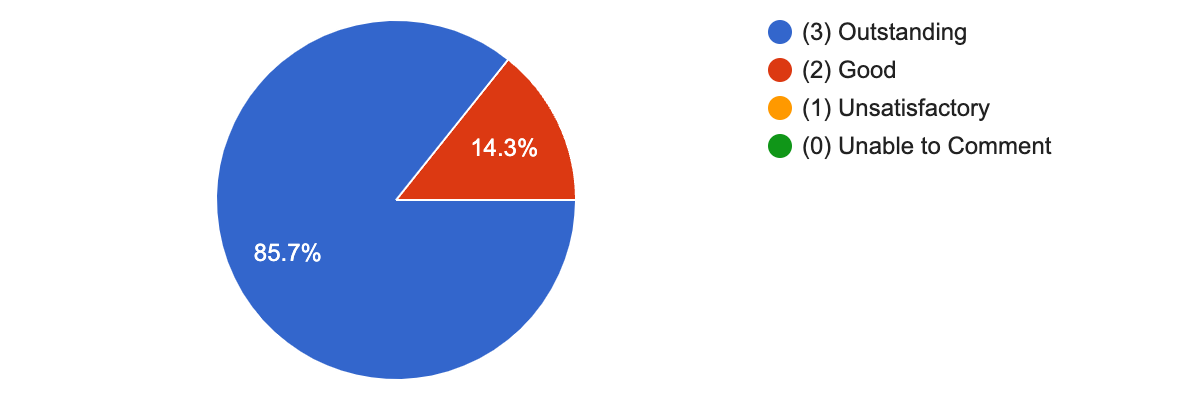 (3) Outstanding
(2) Good
(1) Unsatisfactory
(0) Unable to Comment
14.3%
85.7%